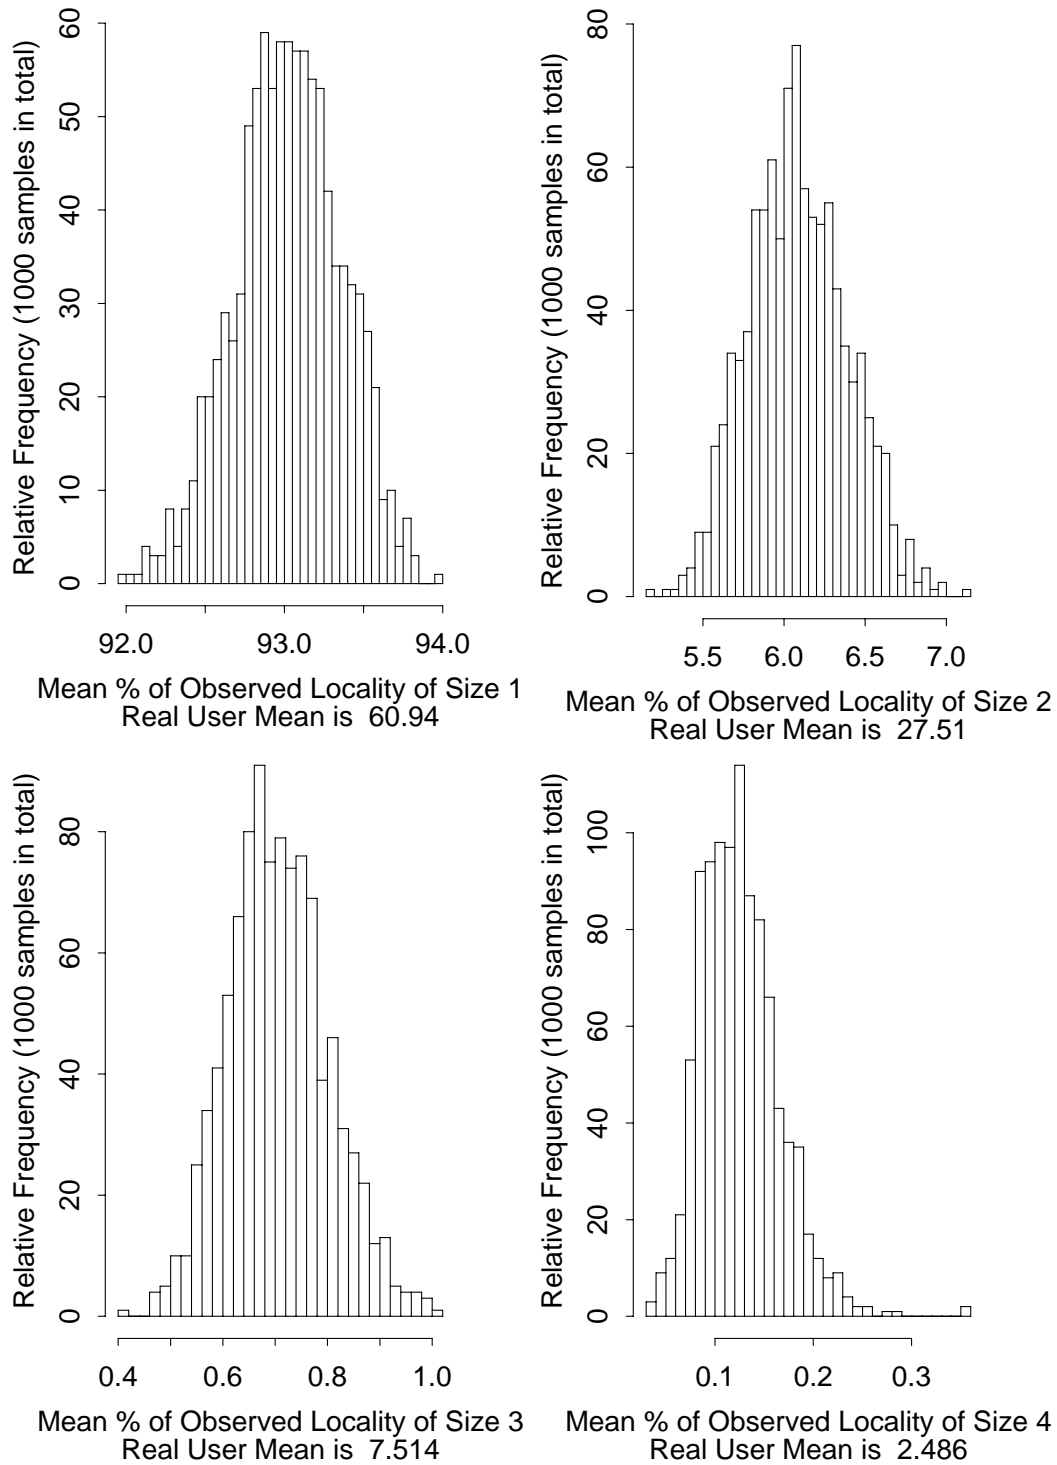 Relative Frequency (1000 samples in total)
0 10 20 30 40 50 60
92.0 93.0 94.0
Mean % of Observed Locality of Size 1
Real User Mean is 60.94
Relative Frequency (1000 samples in total)
0 20 40 60 80
5.5 6.0 6.5 7.0
Mean % of Observed Locality of Size 2
Real User Mean is 27.51
Relative Frequency (1000 samples in total)
0 20 40 60 80
0.4 0.6 0.8 1.0
Mean % of Observed Locality of Size 3
Real User Mean is 7.514
Relative Frequency (1000 samples in total)
0 20 40 60 80 100
0.1 0.2 0.3
Mean % of Observed Locality of Size 4
Real User Mean is 2.486